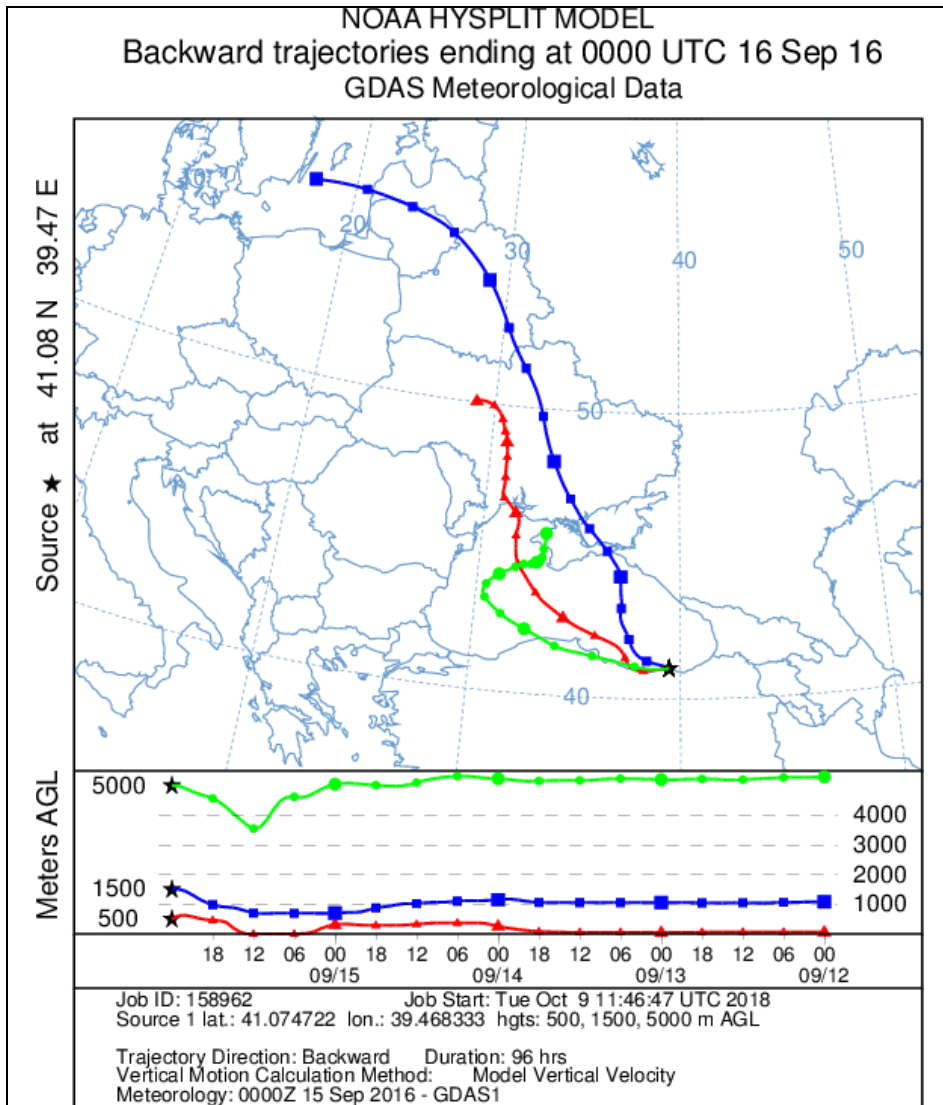 NOAA HYSPLIT MODEL
Backward trajectories ending at 0000 UTC 16 Sep 16
GDAS Meteorological Data
Source ★ at 41.08 N 39.47 E
20
30
40
50
50
40
Meters AGL
5000
1500
500
4000
3000
2000
1000
18 12 06 00 18 12 06 00 18 12 06 00 18 12 06 00
09/15 09/14 09/13 09/12
Job ID: 158962 Job Start: Tue Oct 9 11:46:47 UTC 2018
Source 1 lat.: 41.074722 lon.: 39.468333 hgts: 500, 1500, 5000 m AGL
Trajectory Direction: Backward Duration: 96 hrs
Vertical Motion Calculation Method: Model Vertical Velocity
Meteorology: 0000Z 15 Sep 2016 - GDAS1